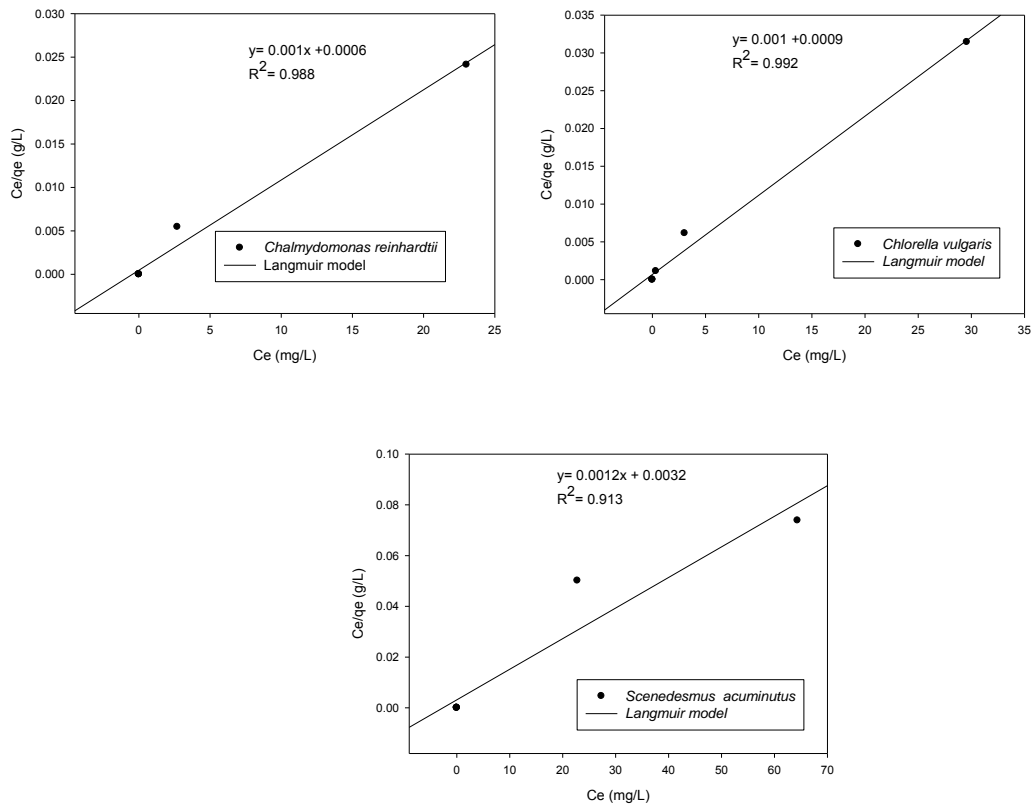 y= 0.001x +0.0006
R2= 0.988
Ce/qe (g/L)
0.030
0.025
0.020
0.015
0.010
0.005
0.000
Chalmydomonas reinhardtii
Langmuir model
0 5 10 15 20 25
Ce (mg/L)
y= 0.001 +0.0009
R2= 0.992
Ce/qe (g/L)
0.035
0.030
0.025
0.020
0.015
0.010
0.005
0.000
Chlorella vulgaris
Langmuir model
0 5 10 15 20 25 30 35
Ce (mg/L)
y= 0.0012x + 0.0032
R2= 0.913
Ce/qe (g/L)
0.10
0.08
0.06
0.04
0.02
0.00
Scenedesmus acuminutus
Langmuir model
0 10 20 30 40 50 60 70
Ce (mg/L)